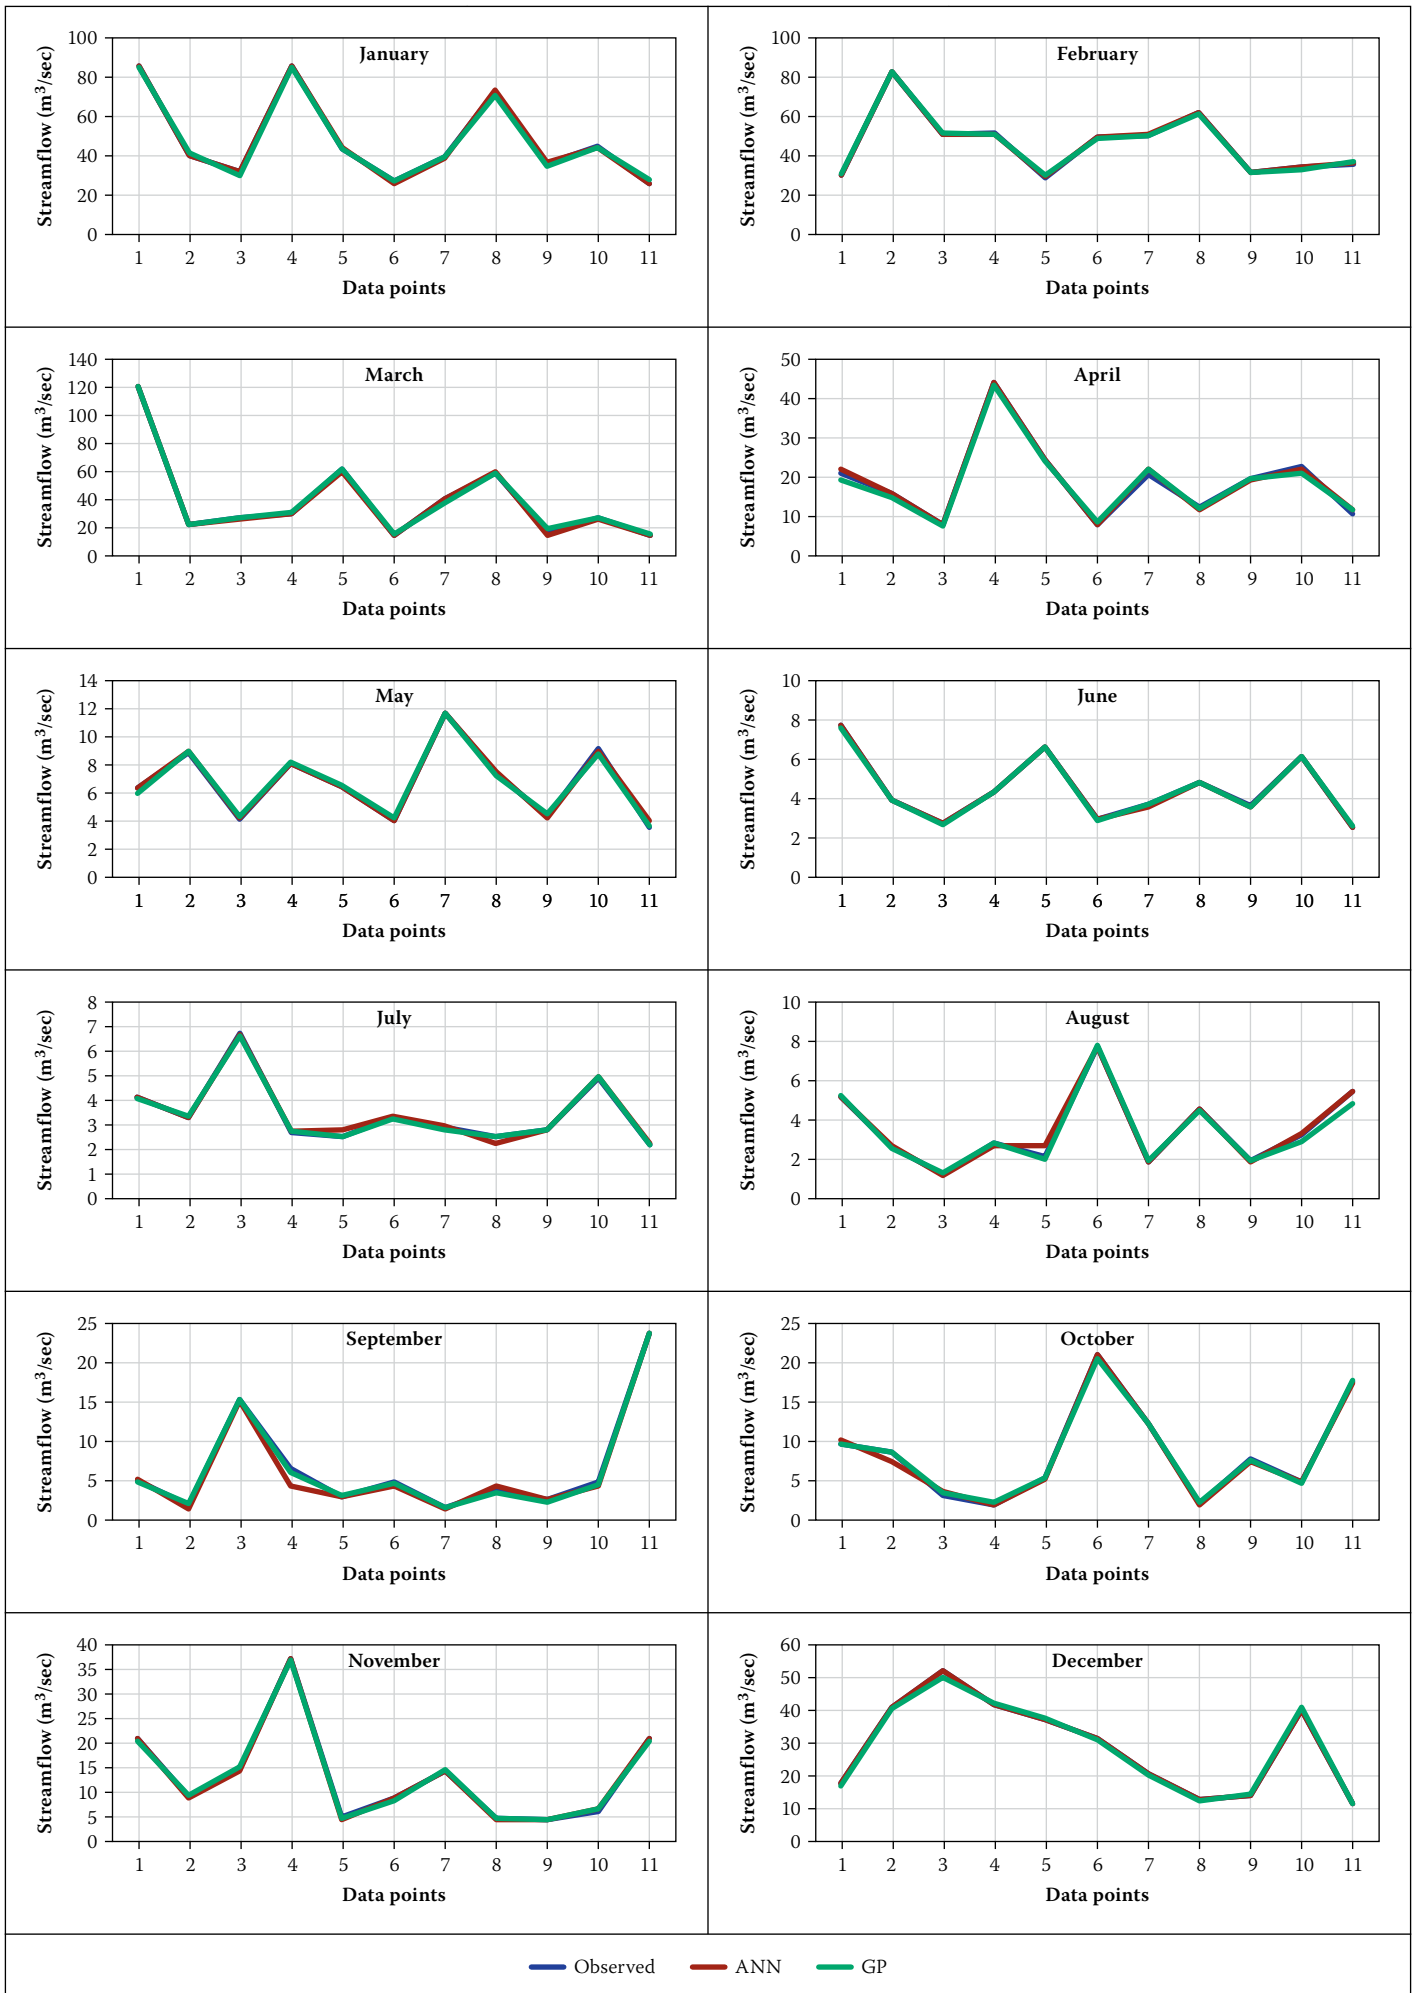 January
Streamflow (m³/sec)
100
80
60
40
20
0
1 2 3 4 5 6 7 8 9 10 11
Data points
February
Streamflow (m³/sec)
100
80
60
40
20
0
1 2 3 4 5 6 7 8 9 10 11
Data points
March
Streamflow (m³/sec)
140
120
100
80
60
40
20
0
1 2 3 4 5 6 7 8 9 10 11
Data points
April
Streamflow (m³/sec)
50
40
30
20
10
0
1 2 3 4 5 6 7 8 9 10 11
Data points
May
Streamflow (m³/sec)
14
12
10
8
6
4
2
0
1 2 3 4 5 6 7 8 9 10 11
Data points
June
Streamflow (m³/sec)
10
8
6
4
2
0
1 2 3 4 5 6 7 8 9 10 11
Data points
July
Streamflow (m³/sec)
8
7
6
5
4
3
2
1
0
1 2 3 4 5 6 7 8 9 10 11
Data points
August
Streamflow (m³/sec)
10
8
6
4
2
0
1 2 3 4 5 6 7 8 9 10 11
Data points
September
Streamflow (m³/sec)
25
20
15
10
5
0
1 2 3 4 5 6 7 8 9 10 11
Data points
October
Streamflow (m³/sec)
25
20
15
10
5
0
1 2 3 4 5 6 7 8 9 10 11
Data points
November
Streamflow (m³/sec)
40
35
30
25
20
15
10
5
0
1 2 3 4 5 6 7 8 9 10 11
Data points
December
Streamflow (m³/sec)
60
50
40
30
20
10
0
1 2 3 4 5 6 7 8 9 10 11
Data points
Observed ANN GP